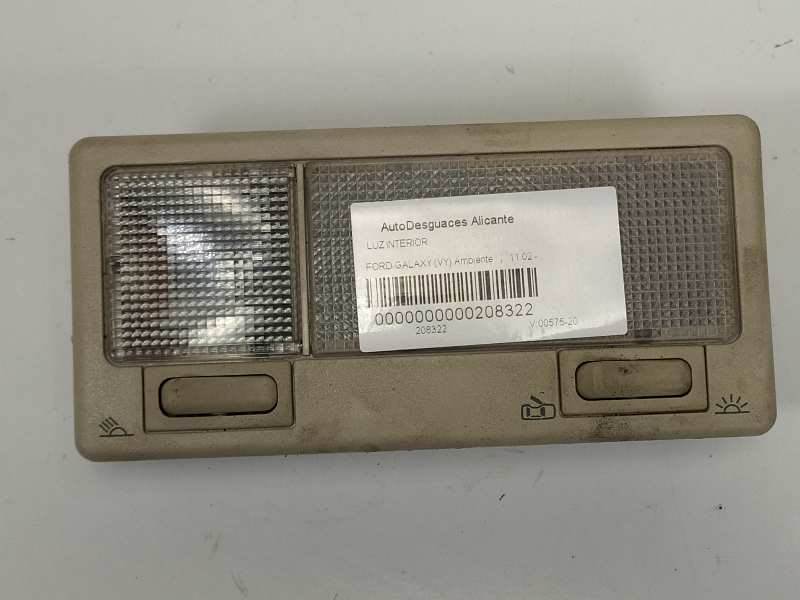 AutoDesguaces Alicante
LUZ INTERIOR
FORD GALAXY (VY) Ambiente , 11.02 -
0000000000208322
208322 V:00575-20